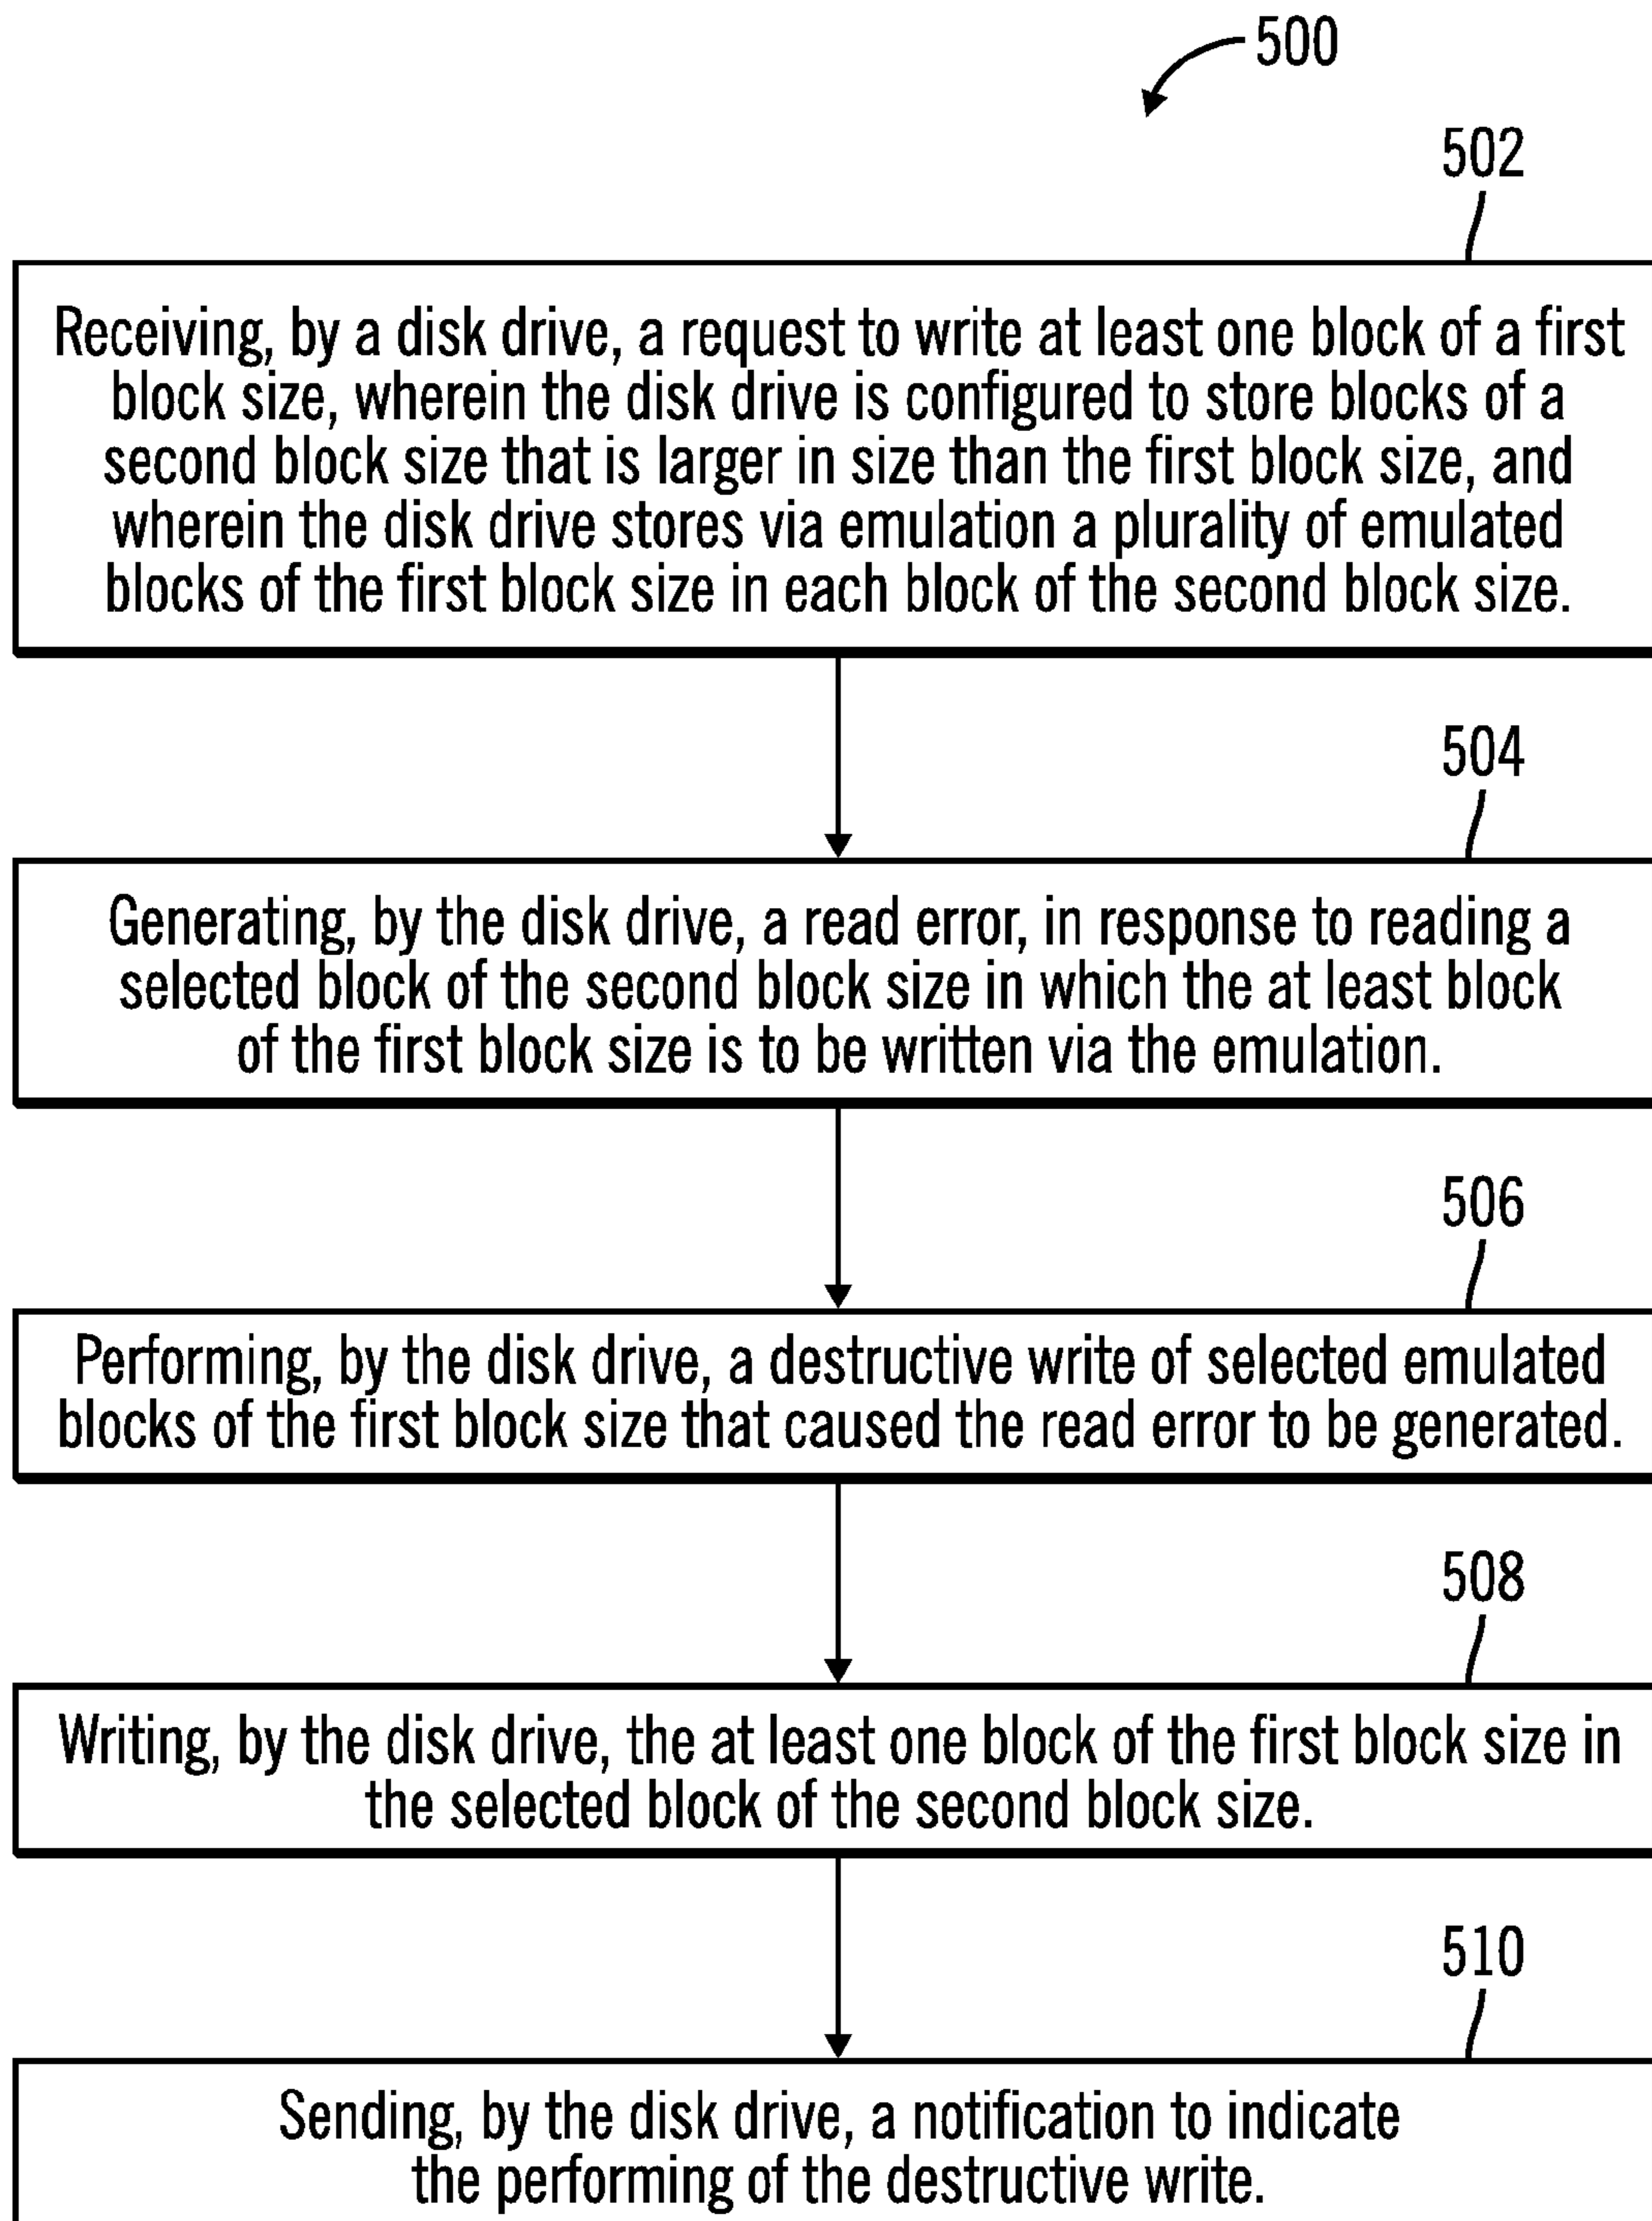 500
502
Receiving, by a disk drive, a request to write at least one block of a first
block size, wherein the disk drive is configured to store blocks of a
second block size that is larger in size than the first block size, and
wherein the disk drive stores via emulation a plurality of emulated
blocks of the first block size in each block of the second block size.
504
Generating, by the disk drive, a read error, in response to reading a
selected block of the second block size in which the at least block
of the first block size is to be written via the emulation.
506
Performing, by the disk drive, a destructive write of selected emulated
blocks of the first block size that caused the read error to be generated.
508
Writing, by the disk drive, the at least one block of the first block size in
the selected block of the second block size.
510
Sending, by the disk drive, a notification to indicate
the performing of the destructive write.